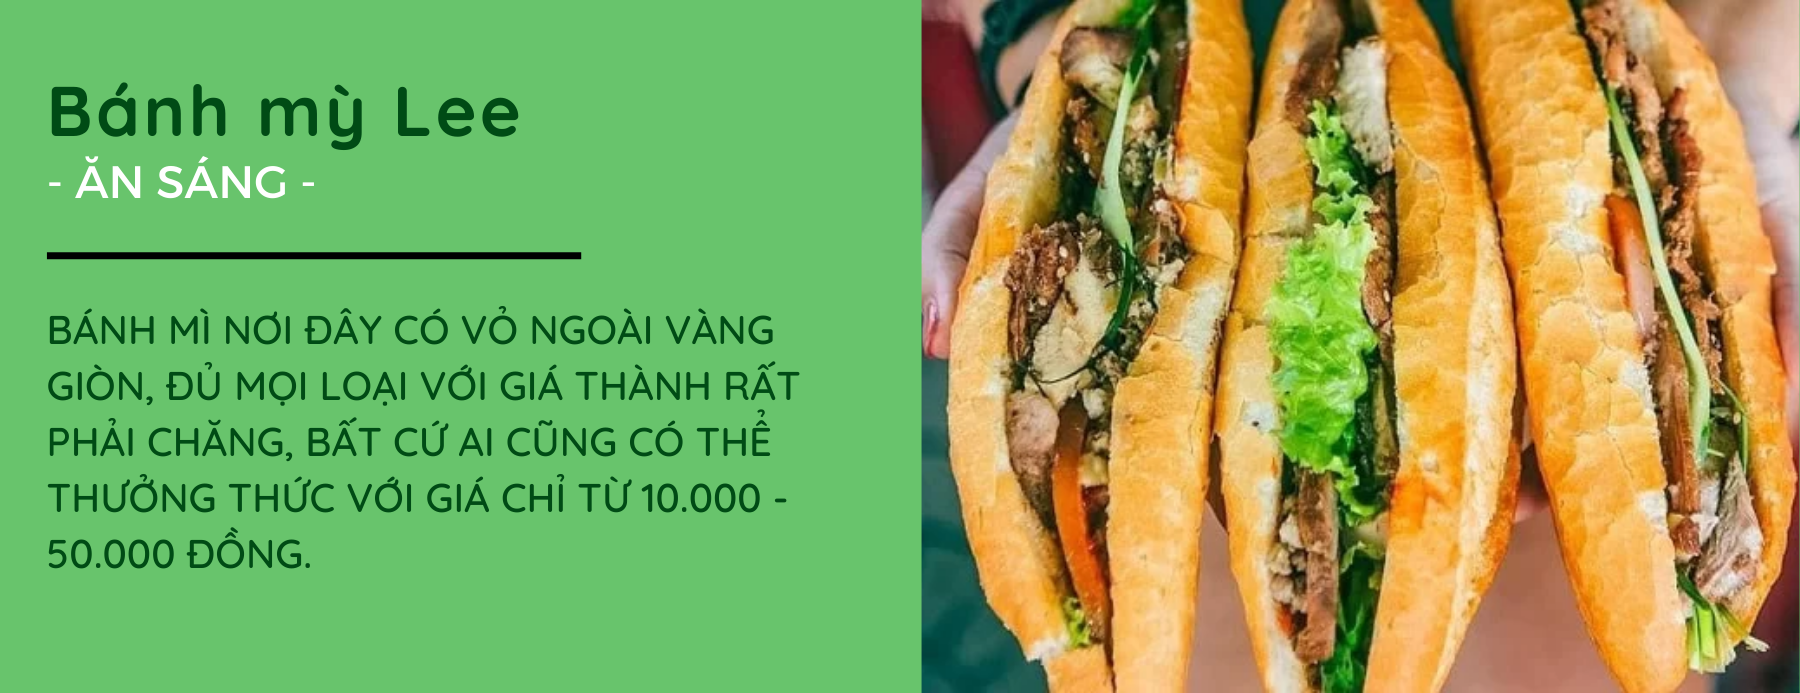 Bánh mỳ Lee
- ĂN SÁNG -
BÁNH MÌ NƠI ĐÂY CÓ VỎ NGOÀI VÀNG
GIÒN, ĐỦ MỌI LOẠI VỚI GIÁ THÀNH RẤT
PHẢI CHĂNG, BẤT CỨ AI CŨNG CÓ THỂ
THƯỞNG THỨC VỚI GIÁ CHỈ TỪ 10.000 -
50.000 ĐỒNG.